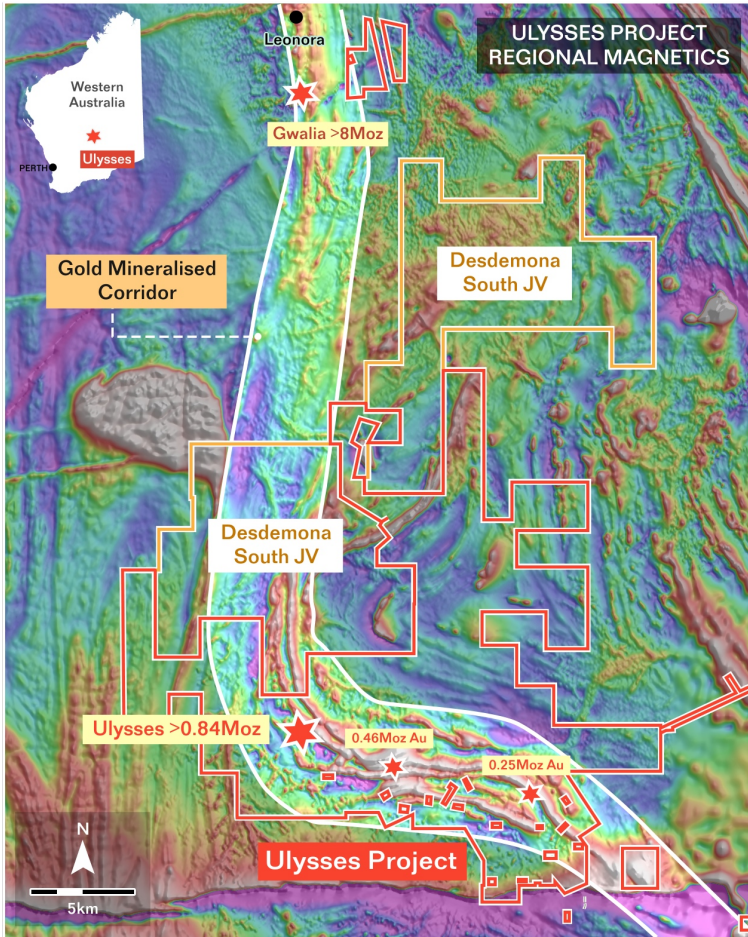 ULYSSES PROJECT
REGIONAL MAGNETICS
Leonora
Western
Australia
Ulysses
PERTH
Gwalia >8Moz
Gold Mineralised
Corridor
Desdemona
South JV
Desdemona
South JV
Ulysses >0.84Moz
0.46Moz Au
0.25Moz Au
Ulysses Project
N
5km